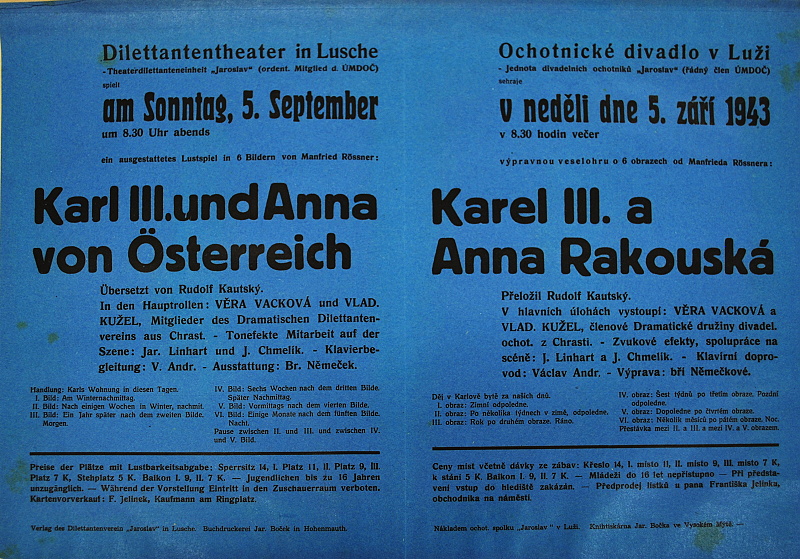 Dilettantentheater in Lusche
- Theaterdilettanteneinheit „Jaroslav“ (ordent. Mitglied d. ÚMDOČ)
spielt
am Sonntag, 5. September
um 8.30 Uhr abends
ein ausgestattetes Lustspiel in 6 Bildern von Manfried Rössner:
Karl III. und Anna
von Österreich
Übersetzt von Rudolf Kautský.
In den Hauptrollen: VĚRA VACKOVÁ und VLAD.
KUŽEL, Mitglieder des Dramatischen Dilettanten-
vereins aus Chrast. - Tonefekte Mitarbeit auf der
Szene: Jar. Linhart und J. Chmelík. - Klavierbe-
gleitung: V. Andr. - Ausstattung: Br. Němeček.
Handlung: Karls Wohnung in diesen Tagen.
I. Bild: Am Winternachmittag.
II. Bild: Nach einigen Wochen in Winter, nachmit.
III. Bild: Ein Jahr später nach dem zweiten Bilde.
Morgen.
IV. Bild: Sechs Wochen nach dem dritten Bilde.
Später Nachmittag.
V. Bild: Vormittags nach dem vierten Bilde.
VI. Bild: Einige Monate nach dem fünften Bilde.
Nacht.
Pause zwischen II. und III. und zwischen IV.
und V. Bild.
Preise der Plätze mit Lustbarkeitsabgabe: Sperrsitz 14, I. Platz 11, II. Platz 9, III.
Platz 7 K, Stehplatz 5 K. Balkon I. 9, II. 7 K. — Jugendlichen bis zu 16 Jahren
unzugänglich. — Während der Vorstellung Eintritt in den Zuschauerraum verboten.
Kartenvorverkauf: F. Jelínek, Kaufmann am Ringplatz.
Verlag des Dilettantenverein „Jaroslav“ in Lusche. Buchdruckerei Jar. Boček in Hohenmauth.
Ochotnické divadlo v Luži
- Jednota divadelních ochotníků „Jaroslav“ (řádný člen ÚMDOČ)
sehraje
v neděli dne 5. září 1943
v 8.30 hodin večer
výpravnou veselohru o 6 obrazech od Manfrieda Rössnera:
Karel III. a
Anna Rakouská
Přeložil Rudolf Kautský.
V hlavních úlohách vystoupí: VĚRA VACKOVÁ a
VLAD. KUŽEL, členové Dramatické družiny divadel.
ochot. z Chrasti. - Zvukové efekty, spolupráce na
scéně: J. Linhart a J. Chmelík. - Klavírní dopro-
vod: Václav Andr. - Výprava: bří Němečkové.
Děj v Karlově bytě za našich dnů.
I. obraz: Zimní odpoledne.
II. obraz: Po několika týdnech v zimě, odpoledne.
III. obraz: Rok po druhém obraze. Ráno.
IV. obraz: Šest týdnů po třetím obraze. Pozdní
odpoledne.
V. obraz: Dopoledne po čtvrtém obraze.
VI. obraz: Několik měsíců po pátém obraze. Noc.
Přestávka mezi II. a III. a mezi IV. a V. obrazem.
Ceny míst včetně dávky ze zábav: Křeslo 14, I. místo 11, II. místo 9, III. místo 7 K,
k stání 5 K. Balkon I. 9, II. 7 K. — Mládeži do 16 let nepřístupno — Při předsta-
vení vstup do hlediště zakázán. — Předprodej lístků u pana Františka Jelínka,
obchodníka na náměstí.
Nákladem ochot. spolku „Jaroslav“ v Luži. Knihtiskárna Jar. Bočka ve Vysokém Mýtě. —